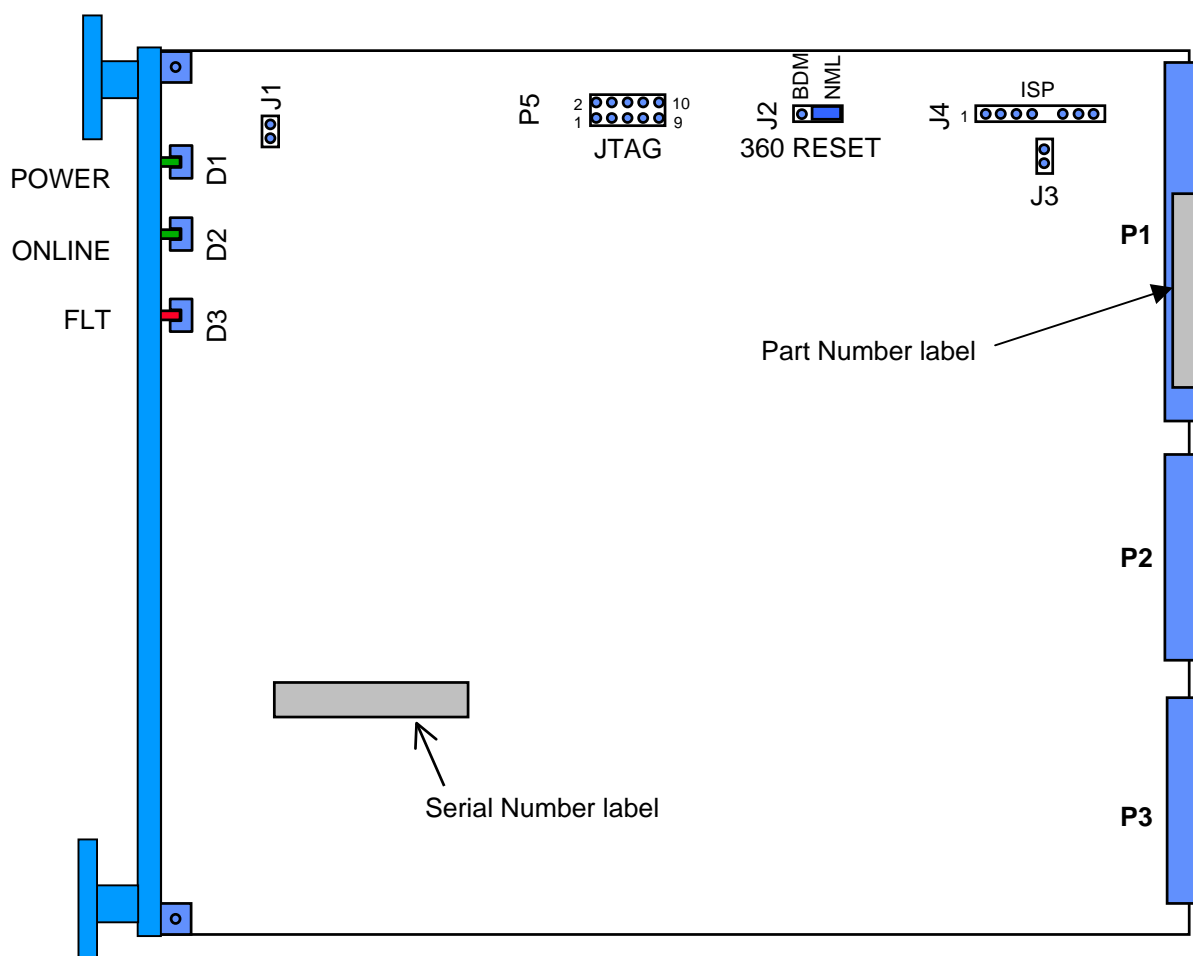 J1
P5
2
10
1
9
JTAG
J2
BDM
NML
360 RESET
J4
ISP
1
J3
POWER
D1
ONLINE
D2
FLT
D3
P1
Part Number label
P2
Serial Number label
P3